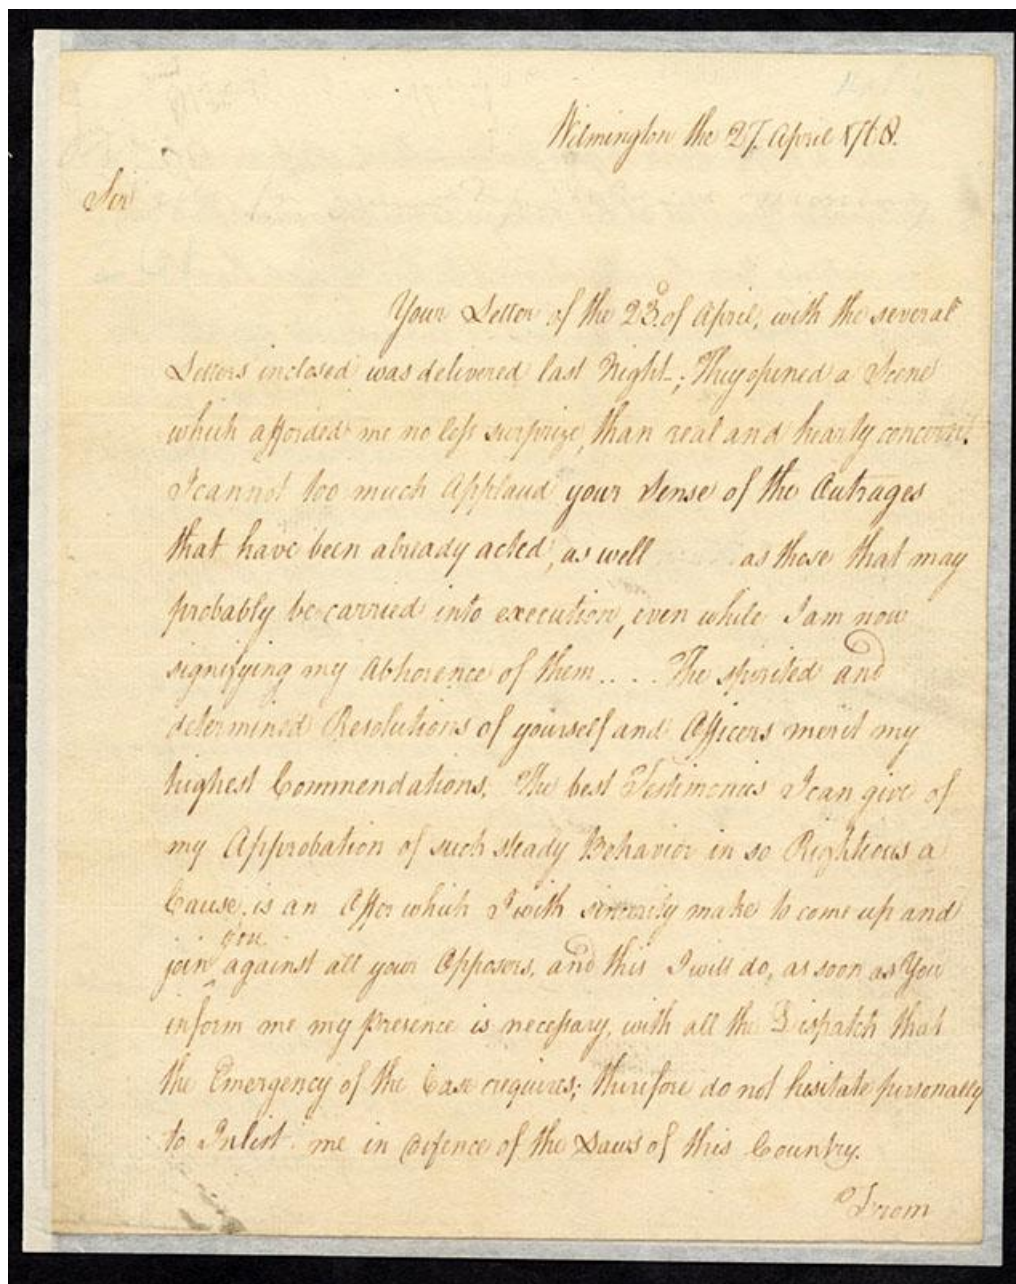 Wilmington the 27. April 1768.
Sir
Your Letter of the 23.d of April, with the several
Letters inclosed was delivered last Night; They opened a Scene
which afforded me no less surprize, than real and hearty concern.
I cannot too much Applaud your Sense of the Outrages
that have been already acted, as well as those that may
probably be carried into execution, even while I am now
signifying my Abhorence of them.... The spirited and
determined Resolutions of yourself and Officers merit my
highest Commendations. The best Testimonies I can give of
my Approbation of such steady Behavior in so Righteous a
Cause, is an Offer which I with sincerity make to come up and
join you against all your Opposers, and this I will do, as soon as You
inform me my presence is necessary, with all the Dispatch that
the Emergency of the Case requires; therefore do not hesitate personally
to Inlist me in Defence of the Laws of this Country.
From